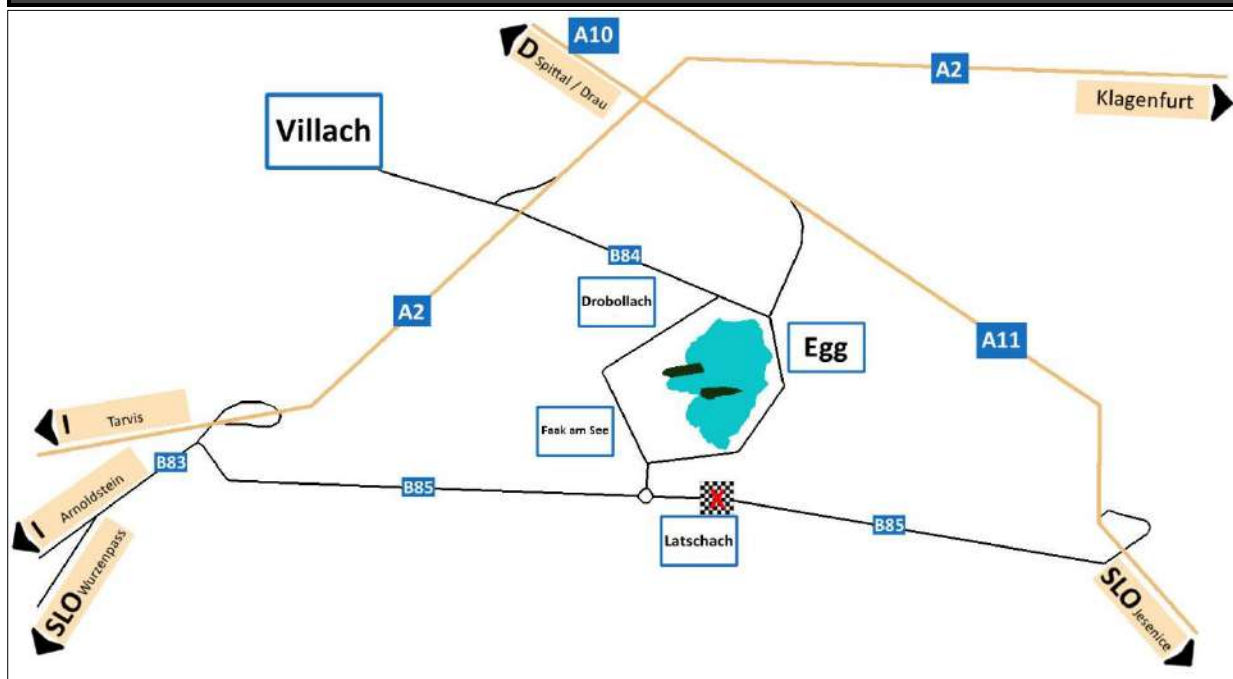 A10
D Spittal / Drau
A2
Klagenfurt
Villach
B84
Drobollach
A2
Egg
A11
I Tarvis
Faak am See
B83
B85
X
I Arnoldstein
Latschach
B85
SLO Wurzenpass
SLO Jesenice